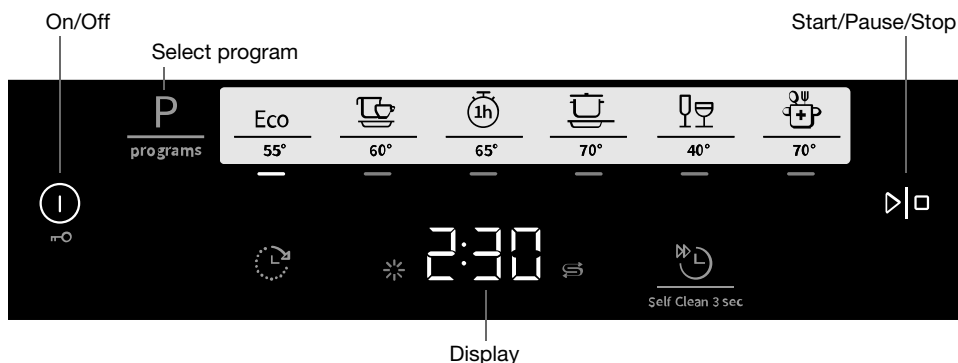 On/Off
Start/Pause/Stop
Select program
P
programs
Eco
1h
55°
60°
65°
70°
40°
70°
2:30
Self Clean 3 sec
Display